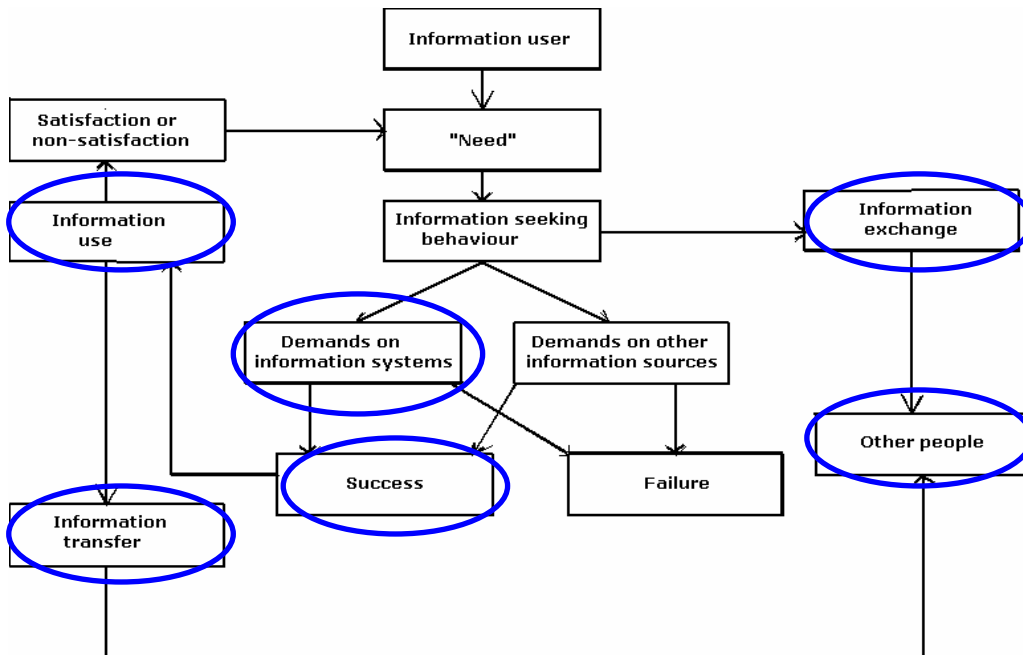 Information user
Satisfaction or
non-satisfaction
"Need"
Information
use
Information seeking
behaviour
Information
exchange
Demands on
information systems
Demands on other
information sources
Other people
Success
Failure
Information
transfer